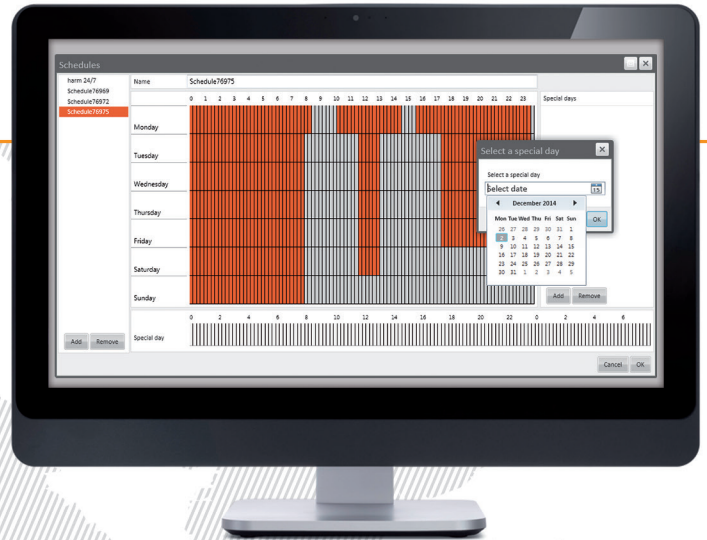 Schedules
harm 24/7
Schedule76969
Schedule76972
Schedule76975
Add Remove
Name Schedule76975
0 1 2 3 4 5 6 7 8 9 10 11 12 13 14 15 16 17 18 19 20 21 22 23
Monday
Tuesday
Wednesday
Thursday
Friday
Saturday
Sunday
0 2 4 6 8 10 12 14 16 18 20 22 0 2 4 6
Special day
Special days
Add Remove
Select a special day
Select a special day
Select date
15
December 2014
Mon Tue Wed Thu Fri Sat Sun
26 27 28 29 30 31 1
2 3 4 5 6 7 8
9 10 11 12 13 14 15
16 17 18 19 20 21 22
23 24 25 26 27 28 29
30 31 1 2 3 4 5
OK
Cancel OK